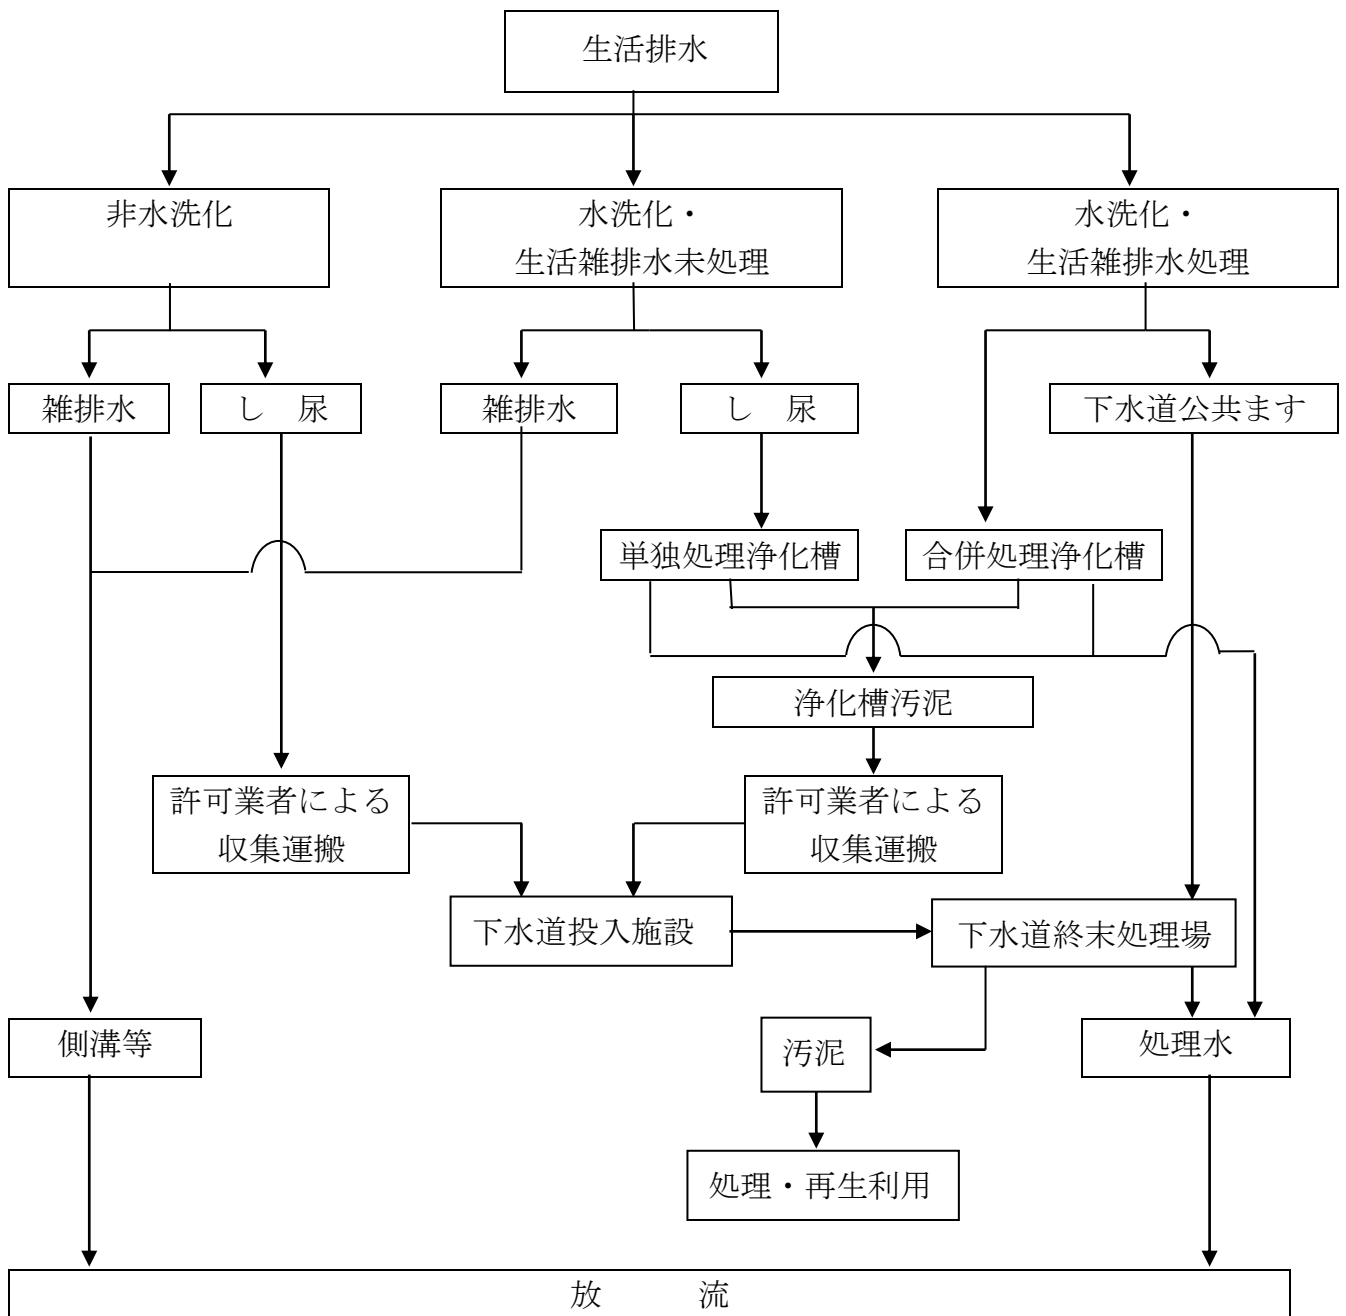 生活排水
非水洗化
水洗化・
生活雑排水未処理
水洗化・
生活雑排水処理
雑排水
し　尿
雑排水
し　尿
下水道公共ます
単独処理浄化槽
合併処理浄化槽
浄化槽汚泥
許可業者による
収集運搬
許可業者による
収集運搬
下水道投入施設
下水道終末処理場
側溝等
汚泥
処理水
処理・再生利用
放　　　流